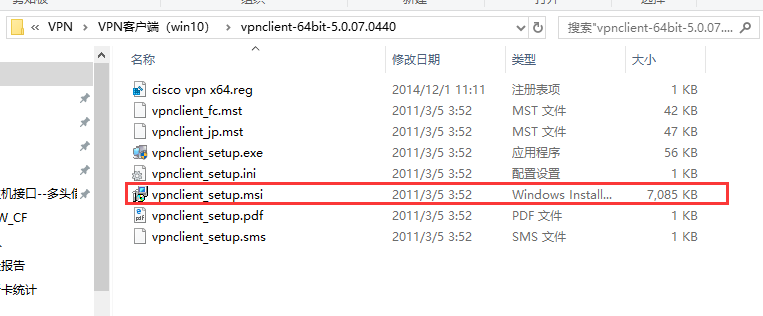 « VPN › VPN客户端（win10） › vpnclient-64bit-5.0.07.0440
搜索"vpnclient-64bit-5.0.07....
名称 修改日期 类型 大小
cisco vpn x64.reg 2014/12/1 11:11 注册表项 1 KB
vpnclient_fc.mst 2011/3/5 3:52 MST 文件 42 KB
vpnclient_jp.mst 2011/3/5 3:52 MST 文件 47 KB
vpnclient_setup.exe 2011/3/5 3:52 应用程序 56 KB
vpnclient_setup.ini 2011/3/5 3:52 配置设置 1 KB
机接口--多头借 vpnclient_setup.msi 2011/3/5 3:52 Windows Install... 7,085 KB
W_CF vpnclient_setup.pdf 2011/3/5 3:52 PDF 文件 1 KB
vpnclient_setup.sms 2011/3/5 3:52 SMS 文件 1 KB
报告
卡统计